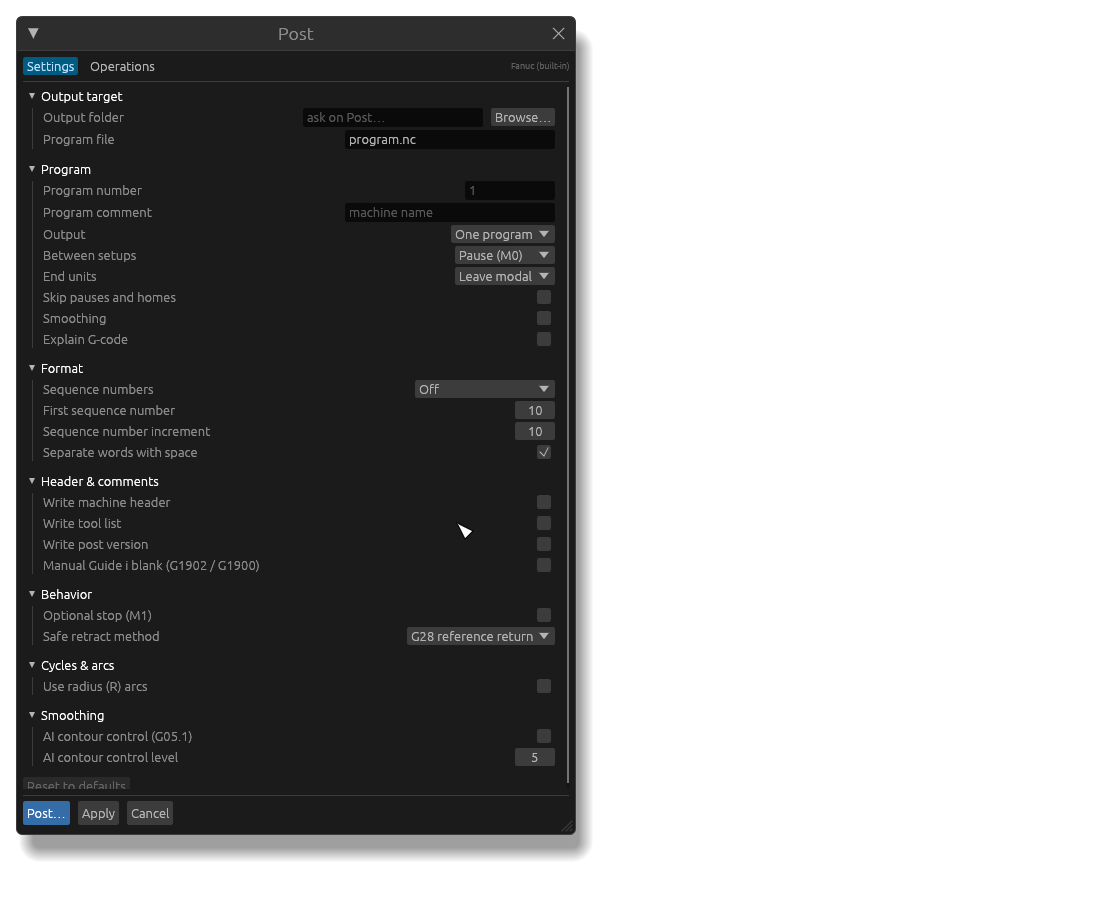 Post
Settings Operations Fanuc (built-in)
Output target
Output folder ask on Post... Browse...
Program file program.nc
Program
Program number 1
Program comment machine name
Output One program
Between setups Pause (M0)
End units Leave modal
Skip pauses and homes
Smoothing
Explain G-code
Format
Sequence numbers Off
First sequence number 10
Sequence number increment 10
Separate words with space
Header & comments
Write machine header
Write tool list
Write post version
Manual Guide i blank (G1902 / G1900)
Behavior
Optional stop (M1)
Safe retract method G28 reference return
Cycles & arcs
Use radius (R) arcs
Smoothing
AI contour control (G05.1)
AI contour control level 5
Reset to defaults
Post... Apply Cancel